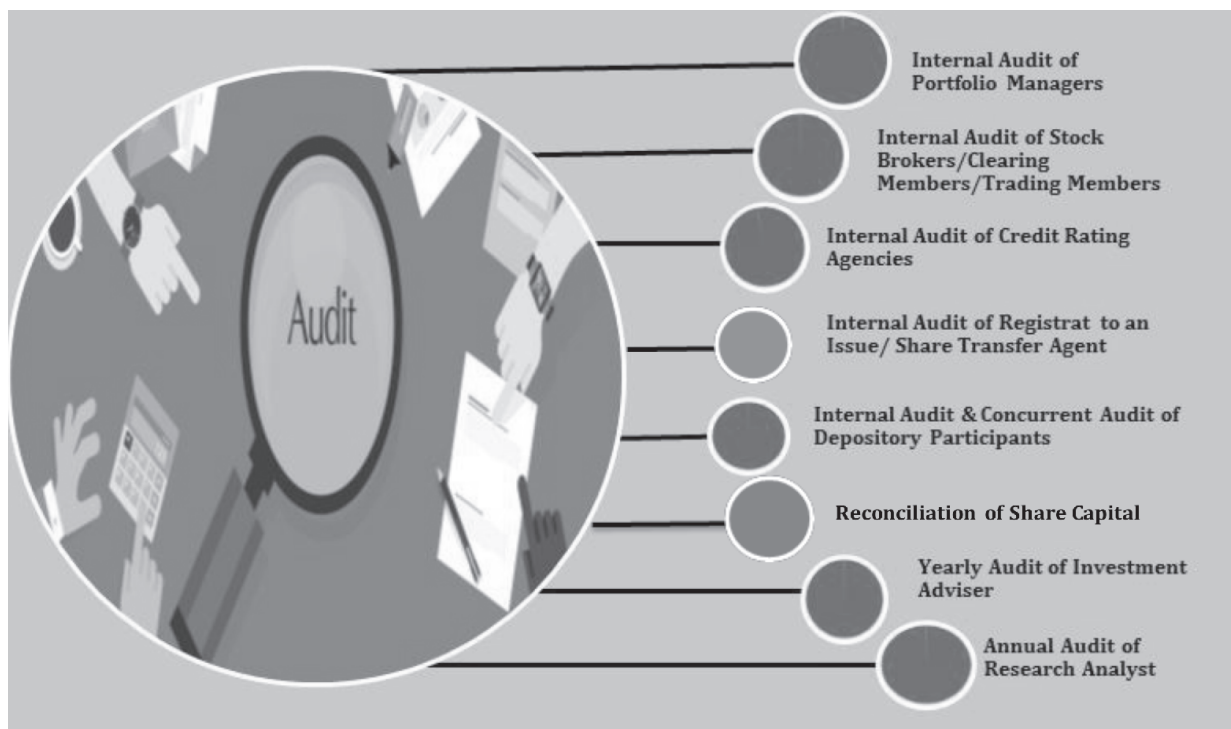 Audit
Internal Audit of
Portfolio Managers
Internal Audit of Stock
Brokers/Clearing
Members/Trading Members
Internal Audit of Credit Rating
Agencies
Internal Audit of Registrat to an
Issue/ Share Transfer Agent
Internal Audit & Concurrent Audit of
Depository Participants
Reconciliation of Share Capital
Yearly Audit of Investment
Adviser
Annual Audit of
Research Analyst